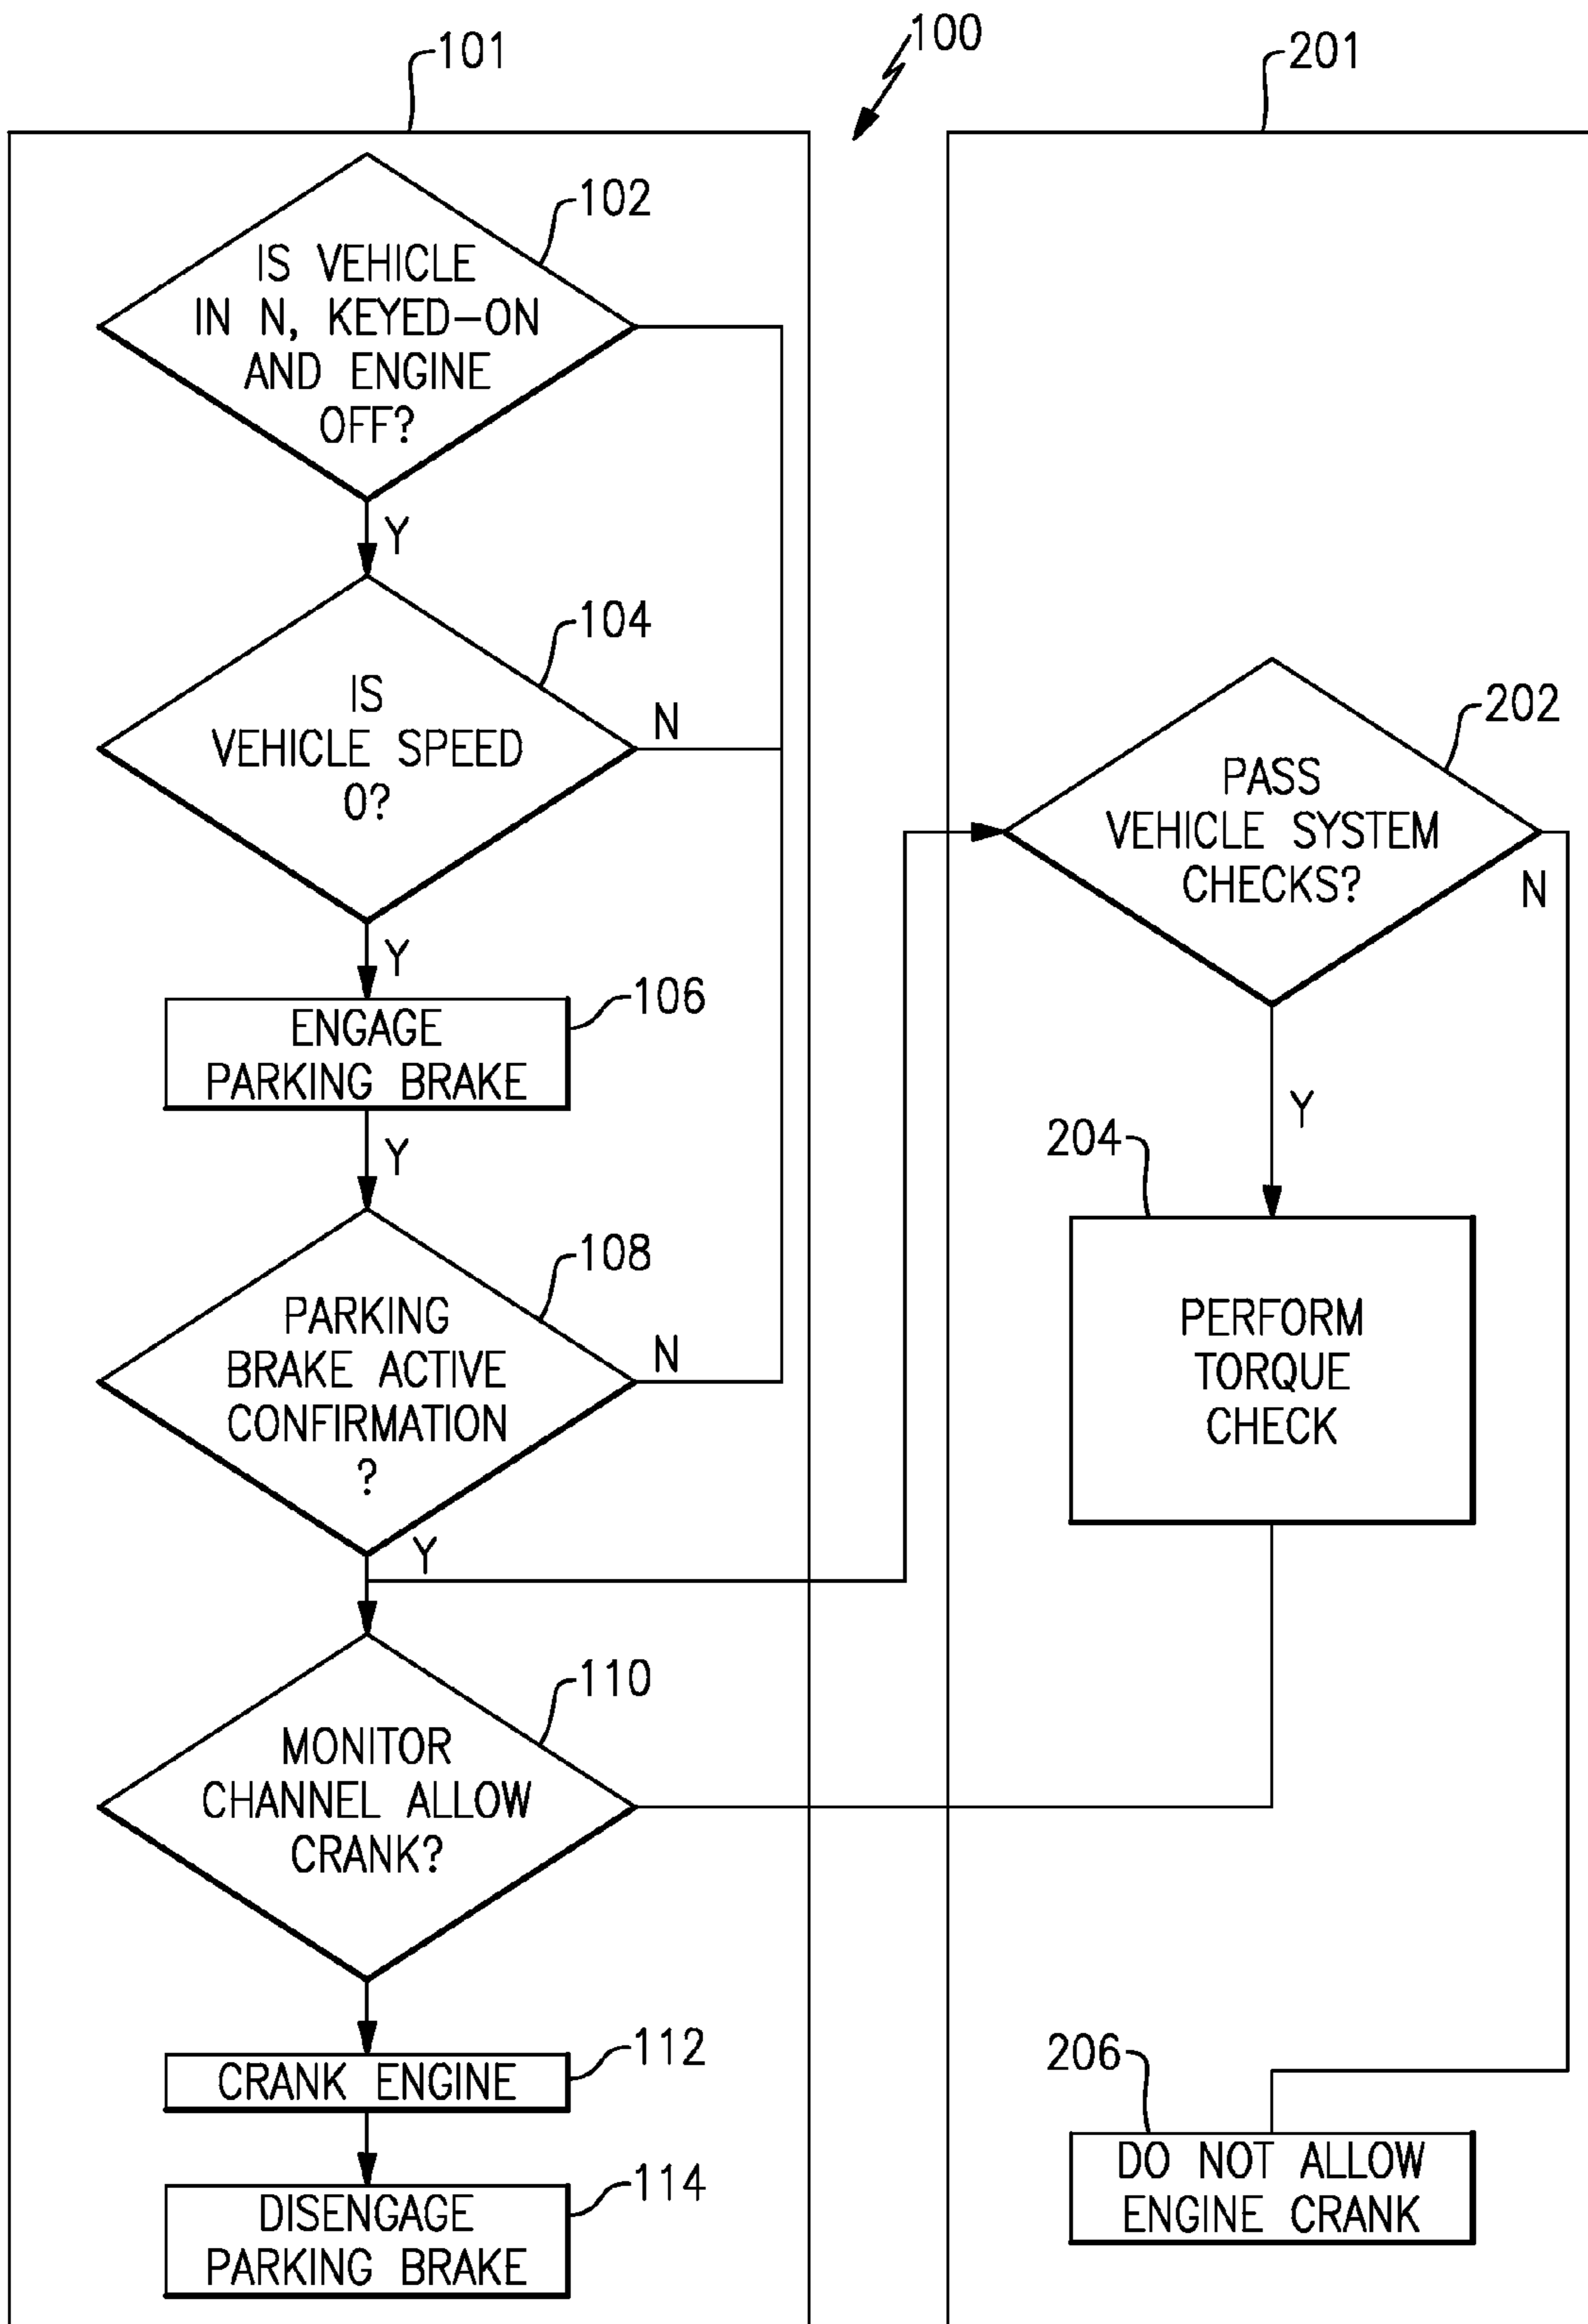 100
101
201
102
IS VEHICLE
IN N, KEYED-ON
AND ENGINE
OFF?
Y
104
IS
VEHICLE SPEED
0?
N
Y
106
ENGAGE
PARKING BRAKE
Y
108
PARKING
BRAKE ACTIVE
CONFIRMATION
?
N
Y
110
MONITOR
CHANNEL ALLOW
CRANK?
112
CRANK ENGINE
114
DISENGAGE
PARKING BRAKE
202
PASS
VEHICLE SYSTEM
CHECKS?
N
Y
204
PERFORM
TORQUE
CHECK
206
DO NOT ALLOW
ENGINE CRANK